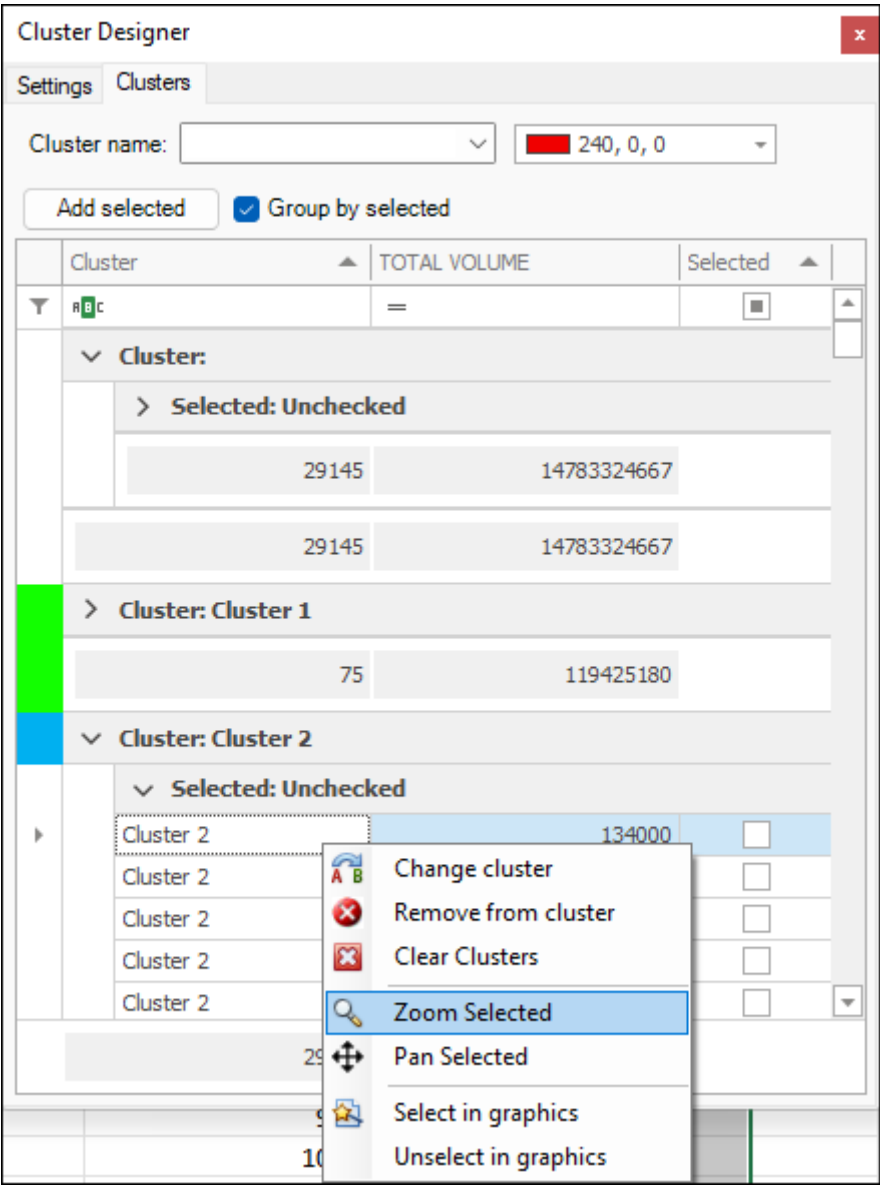 Cluster Designer x
Settings Clusters
Cluster name: 240, 0, 0
Add selected Group by selected
Cluster TOTAL VOLUME Selected
ABC =
Cluster:
Selected: Unchecked
29145 14783324667
29145 14783324667
Cluster: Cluster 1
75 119425180
Cluster: Cluster 2
Selected: Unchecked
Cluster 2 134000
Cluster 2
Cluster 2
Cluster 2
Cluster 2
A B Change cluster
Remove from cluster
Clear Clusters
Zoom Selected
Pan Selected
Select in graphics
Unselect in graphics